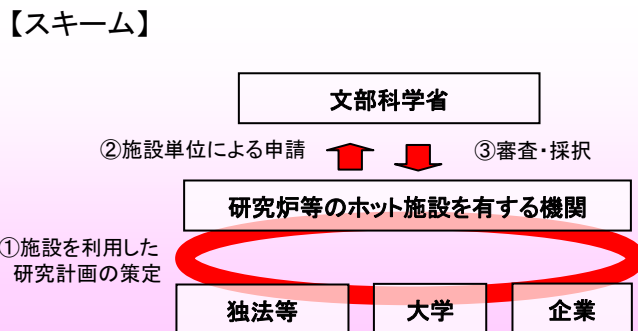 【スキーム】
文部科学省
②施設単位による申請
③審査・採択
研究炉等のホット施設を有する機関
①施設を利用した
研究計画の策定
独法等
大学
企業